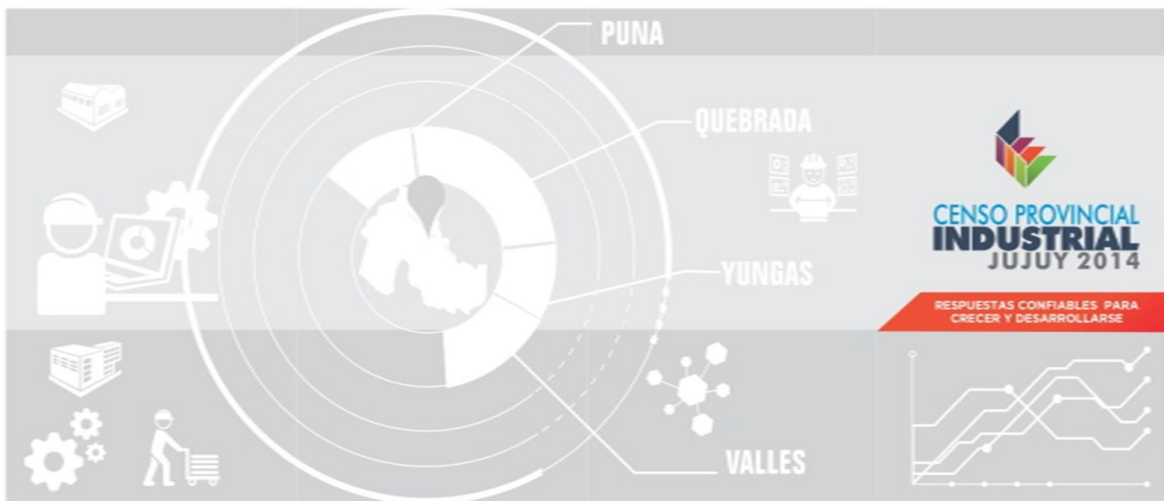 PUNA
QUEBRADA
YUNGAS
VALLES
CENSO PROVINCIAL
INDUSTRIAL
JUJUY 2014
RESPUESTAS CONFIABLES PARA
CRECER Y DESARROLLARSE